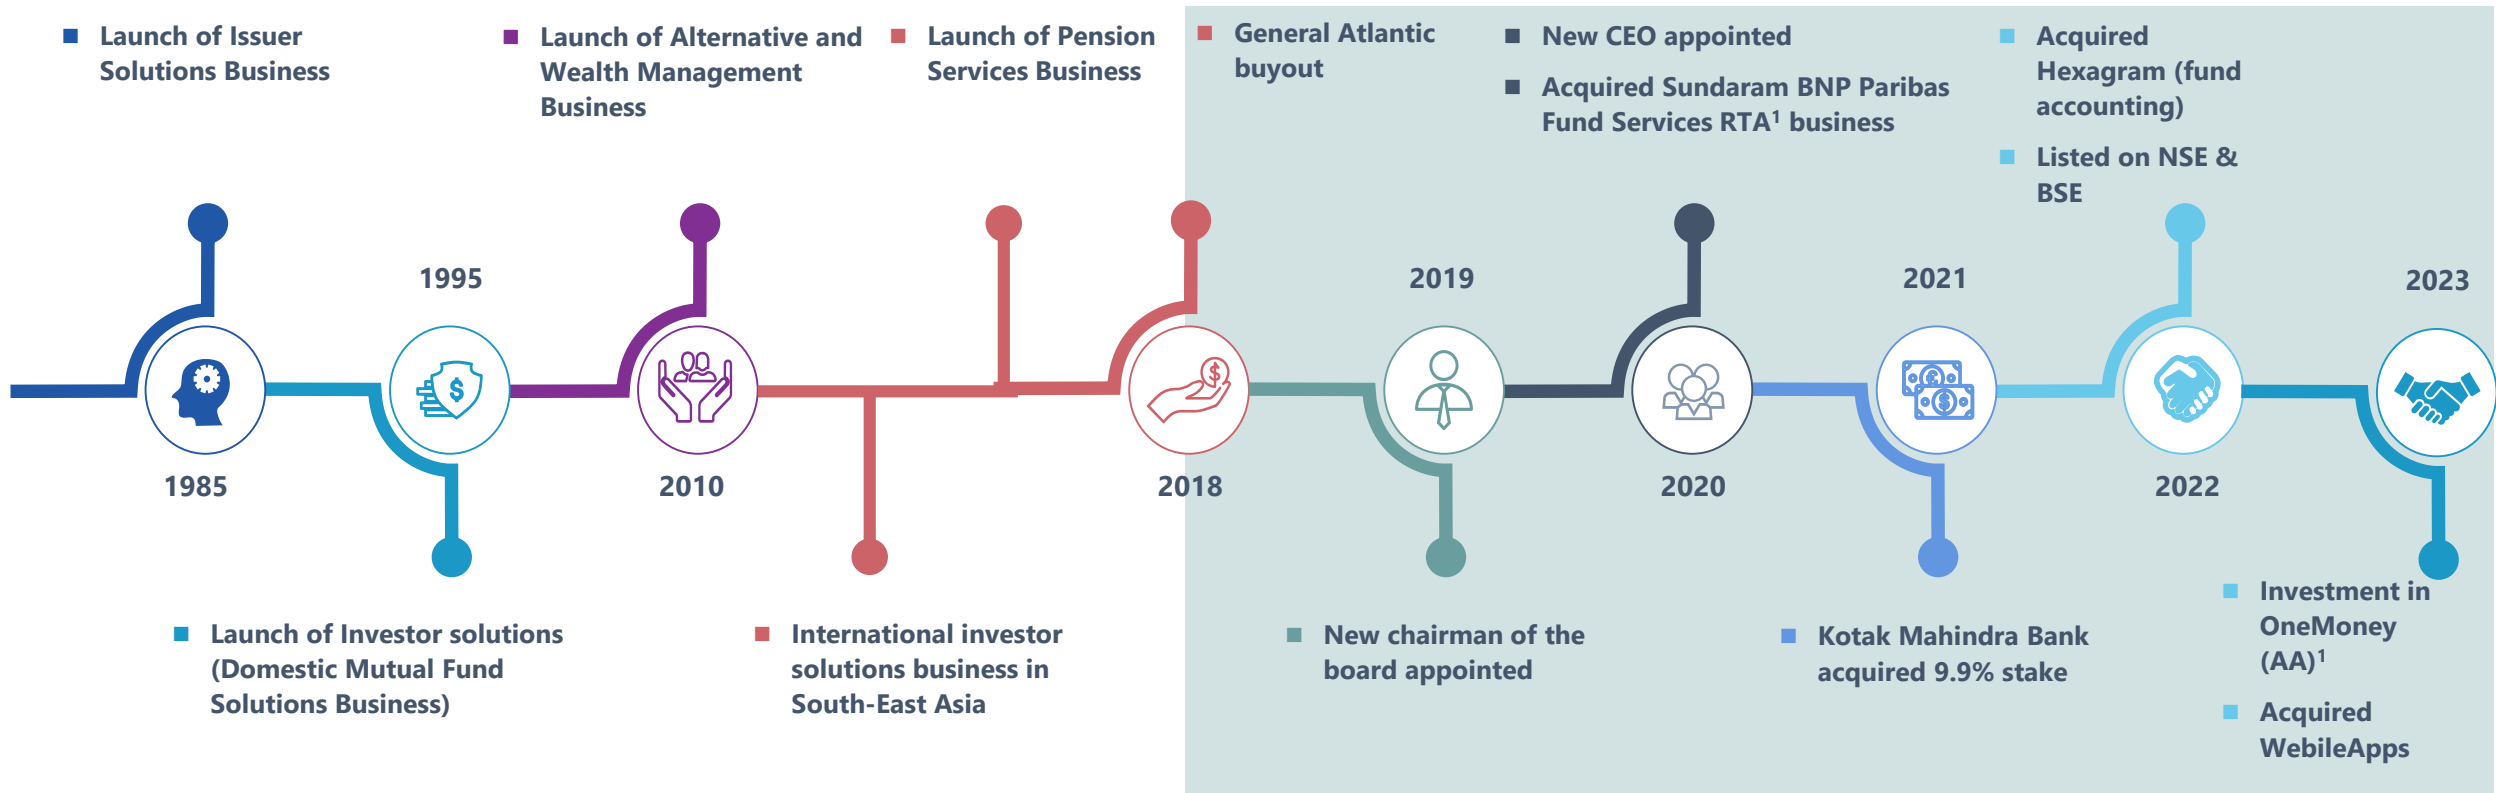 ■ Launch of Issuer
Solutions Business
■ Launch of Alternative and
Wealth Management
Business
■ Launch of Pension
Services Business
■ General Atlantic
buyout
■ New CEO appointed
■ Acquired Sundaram BNP Paribas
Fund Services RTA¹ business
■ Acquired
Hexagram (fund
accounting)
■ Listed on NSE &
BSE
1995
2019
2021
2023
$
$
£
$
1985
2010
2018
2020
2022
■ Launch of Investor solutions
(Domestic Mutual Fund
Solutions Business)
■ International investor
solutions business in
South-East Asia
■ New chairman of the
board appointed
■ Kotak Mahindra Bank
acquired 9.9% stake
■ Investment in
OneMoney
(AA)¹
■ Acquired
WebileApps